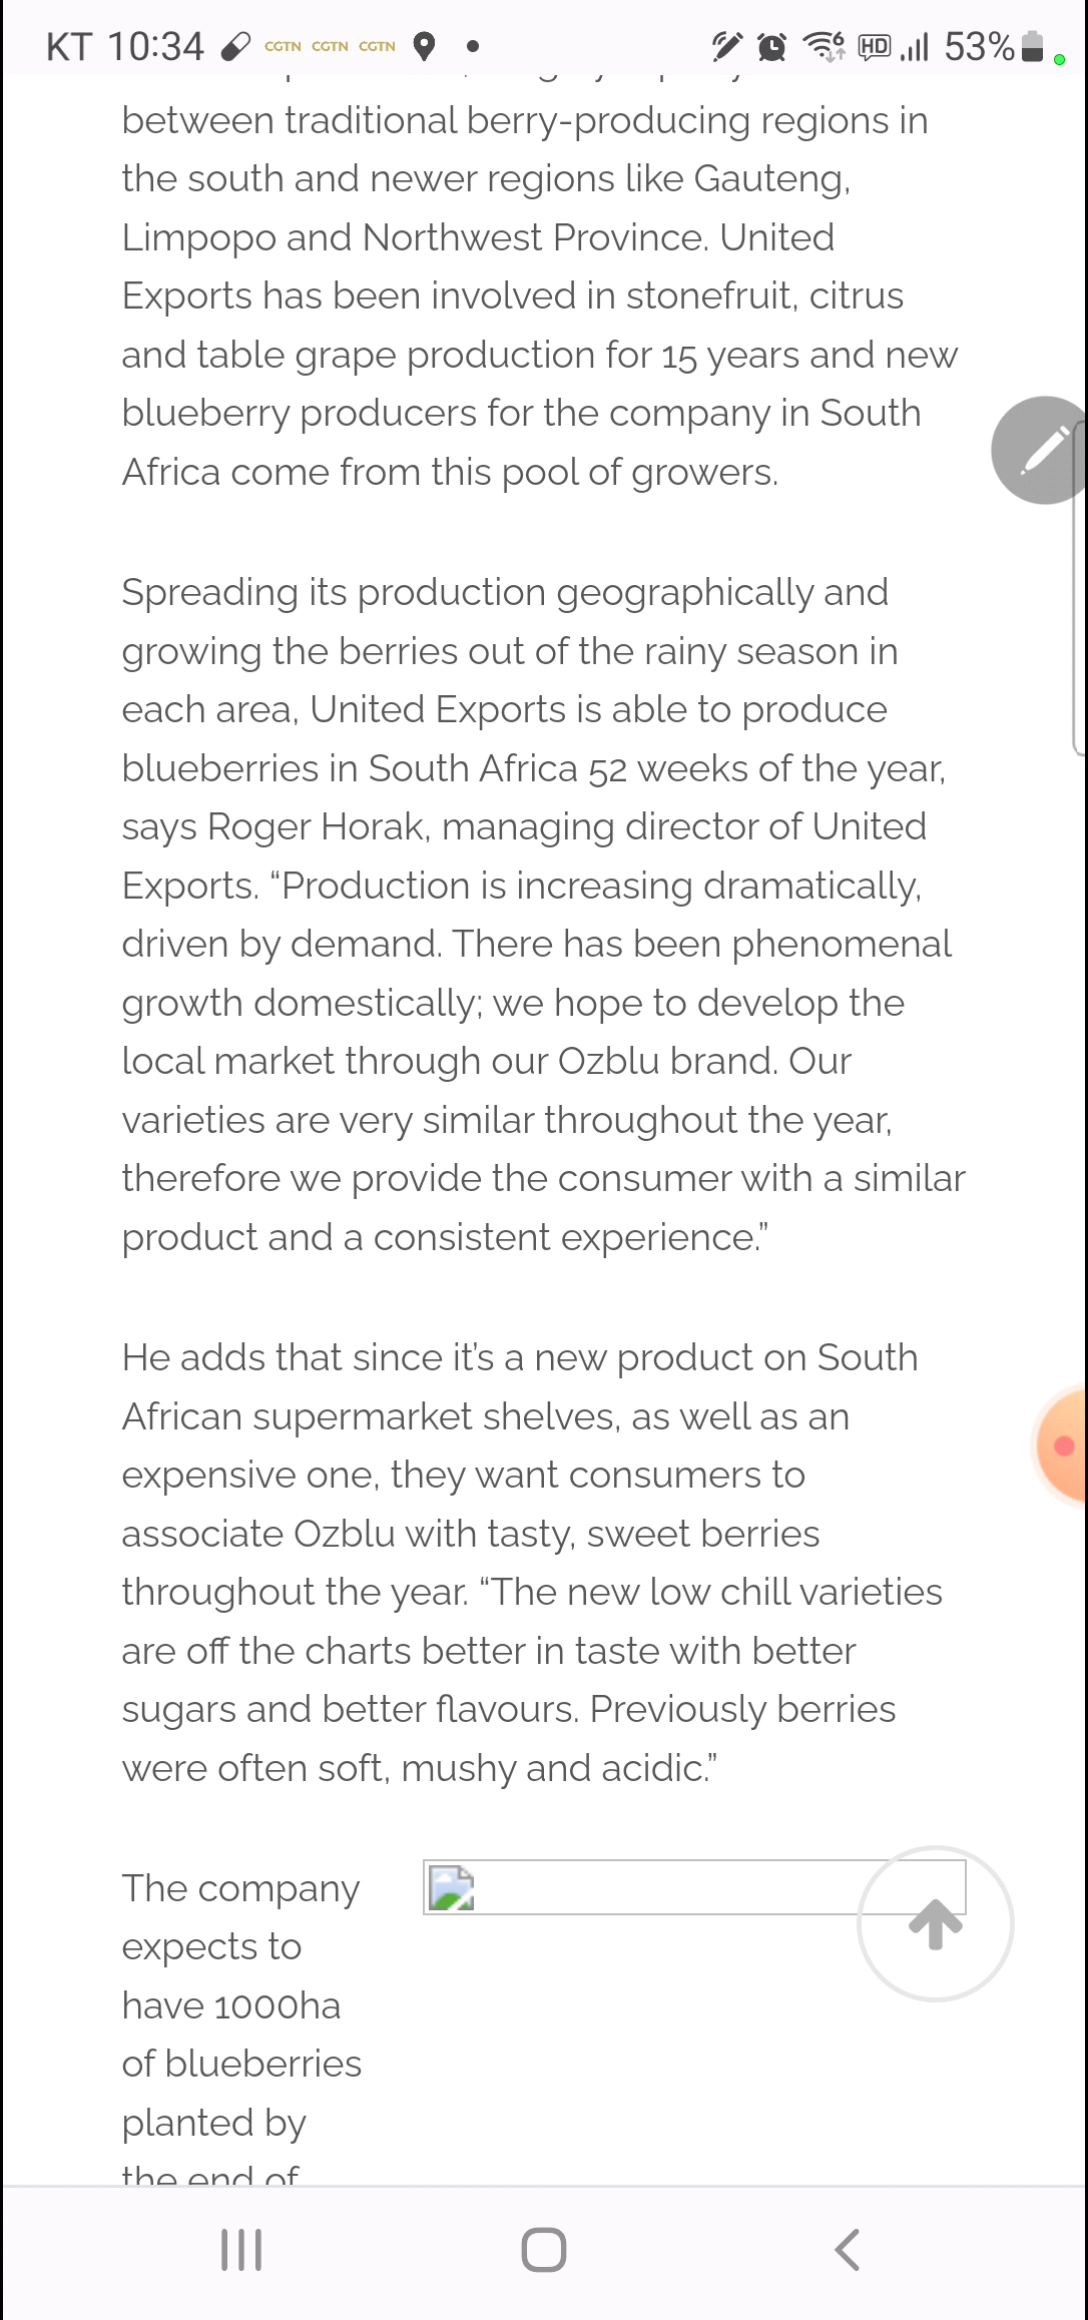 KT 10:34 CGTN CGTN CGTN HD 53%
between traditional berry-producing regions in
the south and newer regions like Gauteng,
Limpopo and Northwest Province. United
Exports has been involved in stonefruit, citrus
and table grape production for 15 years and new
blueberry producers for the company in South
Africa come from this pool of growers.
Spreading its production geographically and
growing the berries out of the rainy season in
each area, United Exports is able to produce
blueberries in South Africa 52 weeks of the year,
says Roger Horak, managing director of United
Exports. “Production is increasing dramatically,
driven by demand. There has been phenomenal
growth domestically; we hope to develop the
local market through our Ozblu brand. Our
varieties are very similar throughout the year,
therefore we provide the consumer with a similar
product and a consistent experience.”
He adds that since it’s a new product on South
African supermarket shelves, as well as an
expensive one, they want consumers to
associate Ozblu with tasty, sweet berries
throughout the year. “The new low chill varieties
are off the charts better in taste with better
sugars and better flavours. Previously berries
were often soft, mushy and acidic.”
The company
expects to
have 1000ha
of blueberries
planted by
the end of